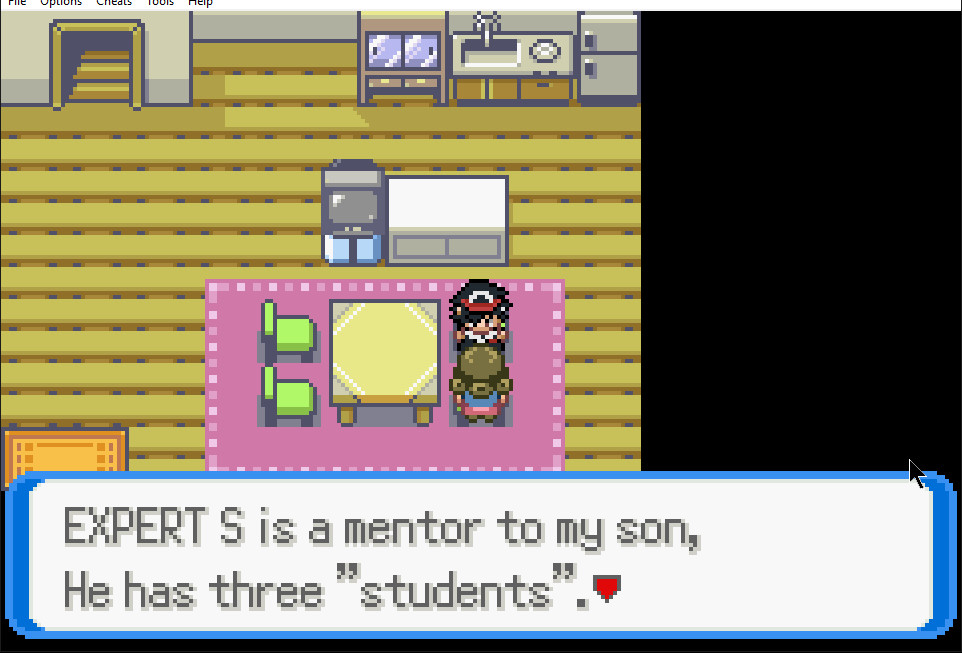 File Options Cheats Tools Help
EXPERT S is a mentor to my son,
He has three "students".